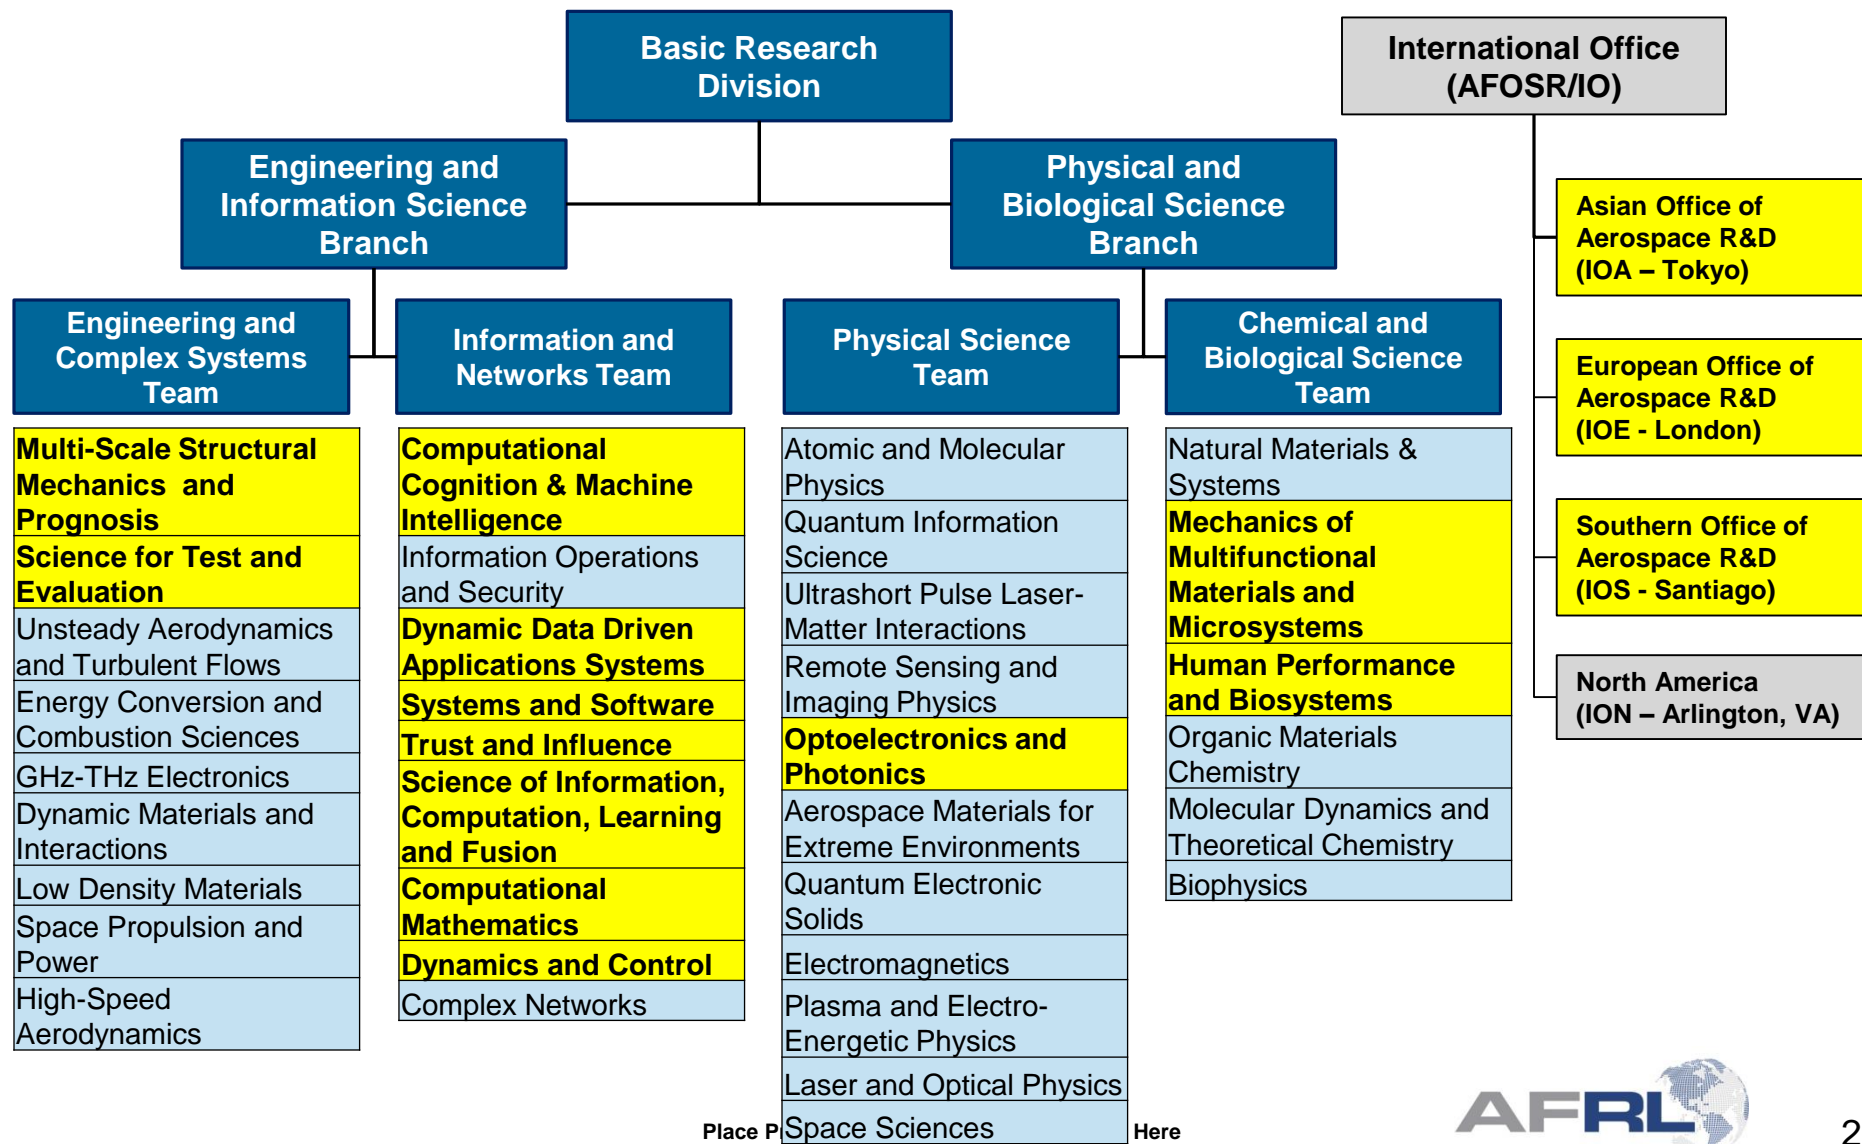 Basic Research
Division
International Office
(AFOSR/IO)
Engineering and
Information Science
Branch
Physical and
Biological Science
Branch
Engineering and
Complex Systems
Team
Information and
Networks Team
Physical Science
Team
Chemical and
Biological Science
Team
Multi-Scale Structural
Mechanics and
Prognosis
Science for Test and
Evaluation
Unsteady Aerodynamics
and Turbulent Flows
Energy Conversion and
Combustion Sciences
GHz-THz Electronics
Dynamic Materials and
Interactions
Low Density Materials
Space Propulsion and
Power
High-Speed
Aerodynamics
Computational
Cognition & Machine
Intelligence
Information Operations
and Security
Dynamic Data Driven
Applications Systems
Systems and Software
Trust and Influence
Science of Information,
Computation, Learning
and Fusion
Computational
Mathematics
Dynamics and Control
Complex Networks
Atomic and Molecular
Physics
Quantum Information
Science
Ultrashort Pulse Laser-
Matter Interactions
Remote Sensing and
Imaging Physics
Optoelectronics and
Photonics
Aerospace Materials for
Extreme Environments
Quantum Electronic
Solids
Electromagnetics
Plasma and Electro-
Energetic Physics
Laser and Optical Physics
Space Sciences
Natural Materials &
Systems
Mechanics of
Multifunctional
Materials and
Microsystems
Human Performance
and Biosystems
Organic Materials
Chemistry
Molecular Dynamics and
Theoretical Chemistry
Biophysics
Asian Office of
Aerospace R&D
(IOA – Tokyo)
European Office of
Aerospace R&D
(IOE - London)
Southern Office of
Aerospace R&D
(IOS - Santiago)
North America
(ION – Arlington, VA)
Place Here
AFRL
2